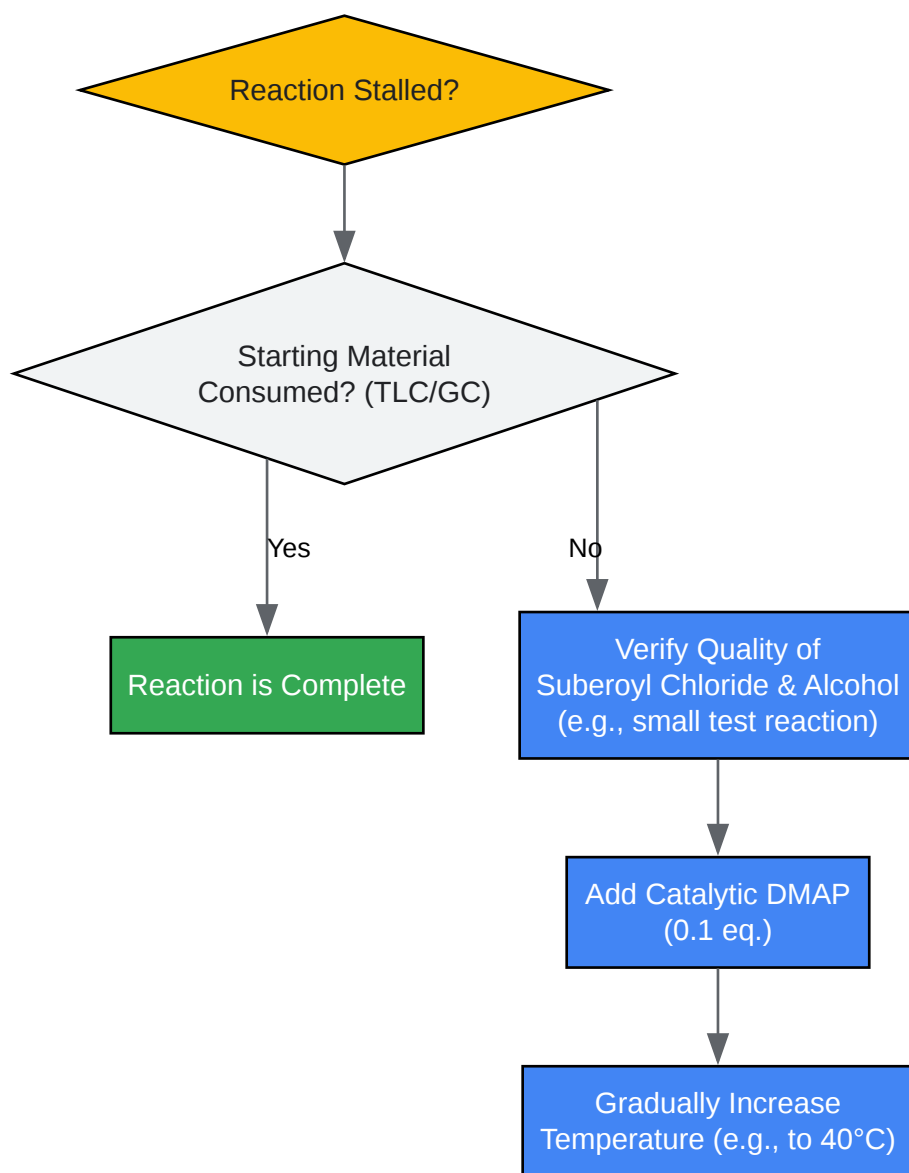 Reaction Stalled?
Starting Material
Consumed? (TLC/GC)
Yes
No
Reaction is Complete
Verify Quality of
Suberoyl Chloride & Alcohol
(e.g., small test reaction)
Add Catalytic DMAP
(0.1 eq.)
Gradually Increase
Temperature (e.g., to 40°C)